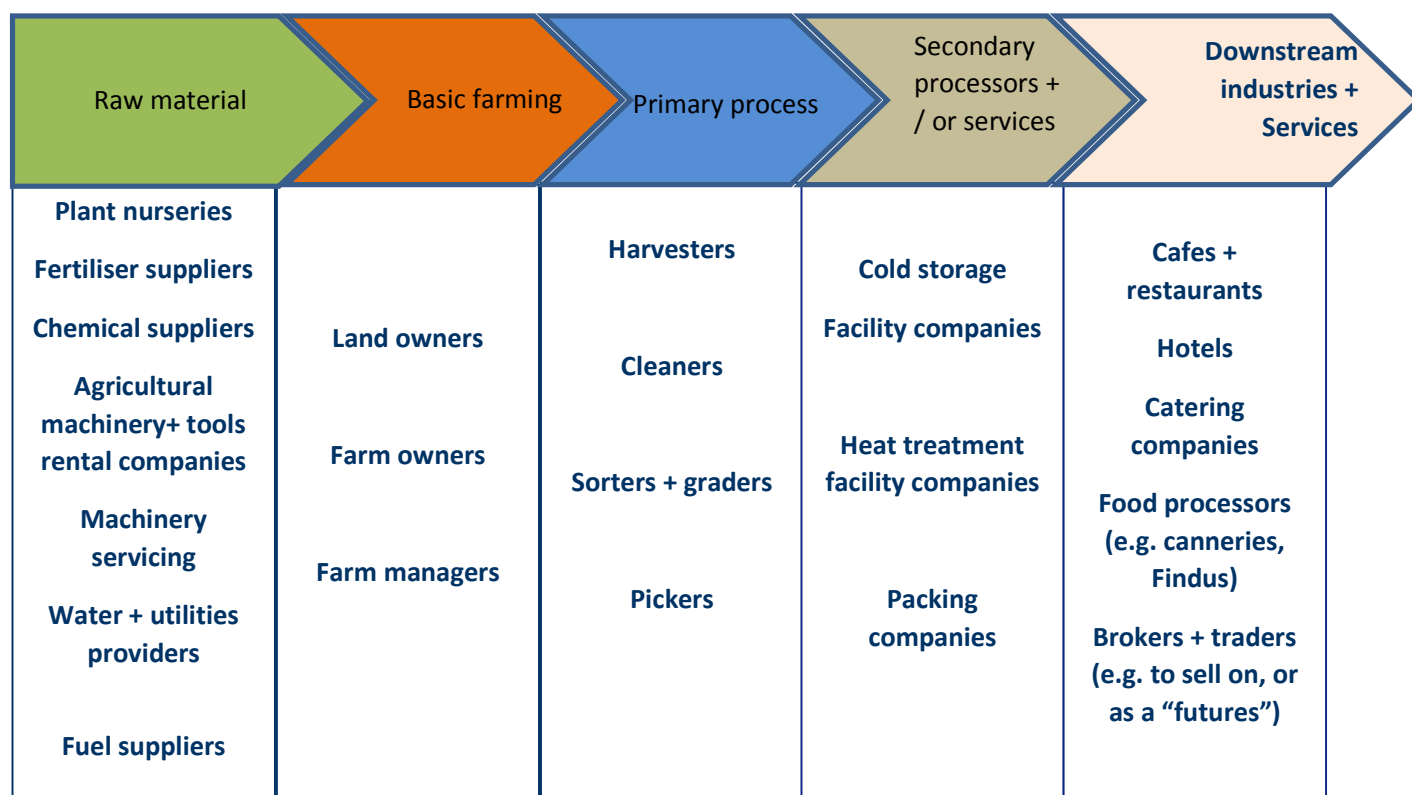 Raw material
Basic farming
Primary process
Secondary
processors +
/ or services
Downstream
industries +
Services
Plant nurseries
Fertiliser suppliers
Chemical suppliers
Agricultural
machinery+ tools
rental companies
Machinery
servicing
Water + utilities
providers
Fuel suppliers
Land owners
Farm owners
Farm managers
Harvesters
Cleaners
Sorters + graders
Pickers
Cold storage
Facility companies
Heat treatment
facility companies
Packing
companies
Cafes +
restaurants
Hotels
Catering
companies
Food processors
(e.g. canneries,
Findus)
Brokers + traders
(e.g. to sell on, or
as a “futures”)